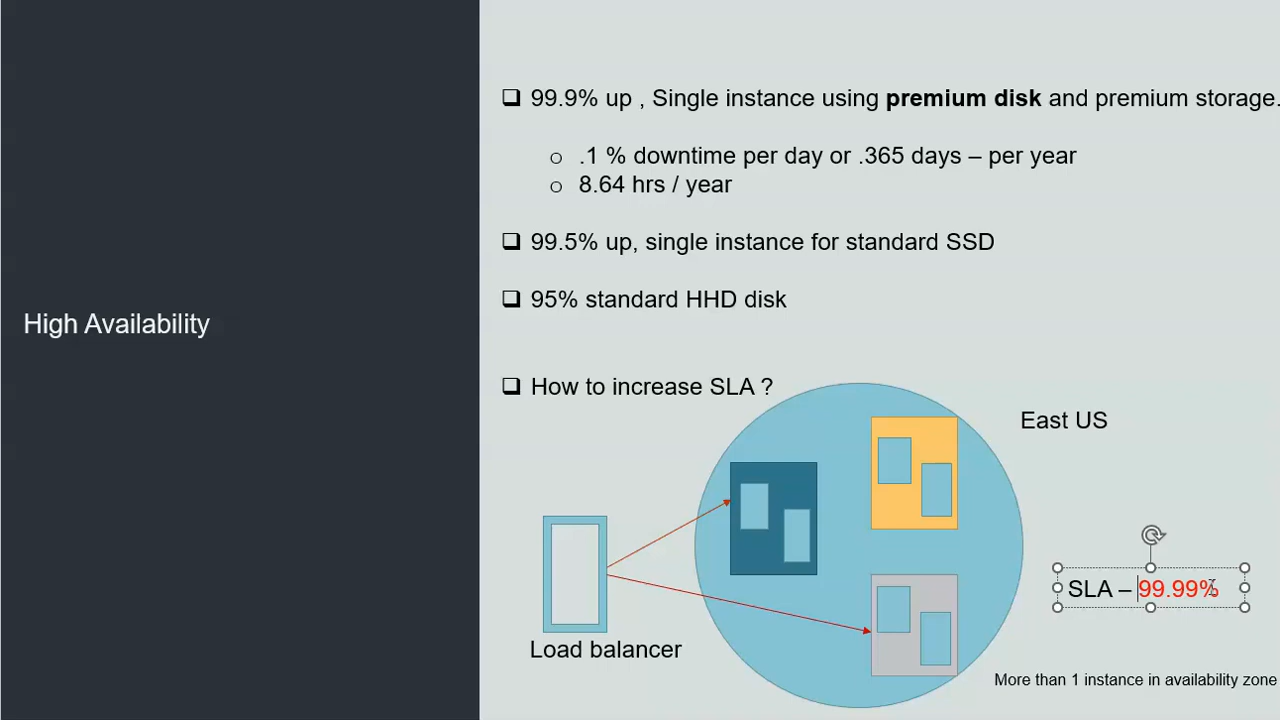 High Availability
99.9% up , Single instance using premium disk and premium storage.
.1 % downtime per day or .365 days – per year
8.64 hrs / year
99.5% up, single instance for standard SSD
95% standard HHD disk
How to increase SLA ?
East US
SLA – 99.99%
Load balancer
More than 1 instance in availability zone